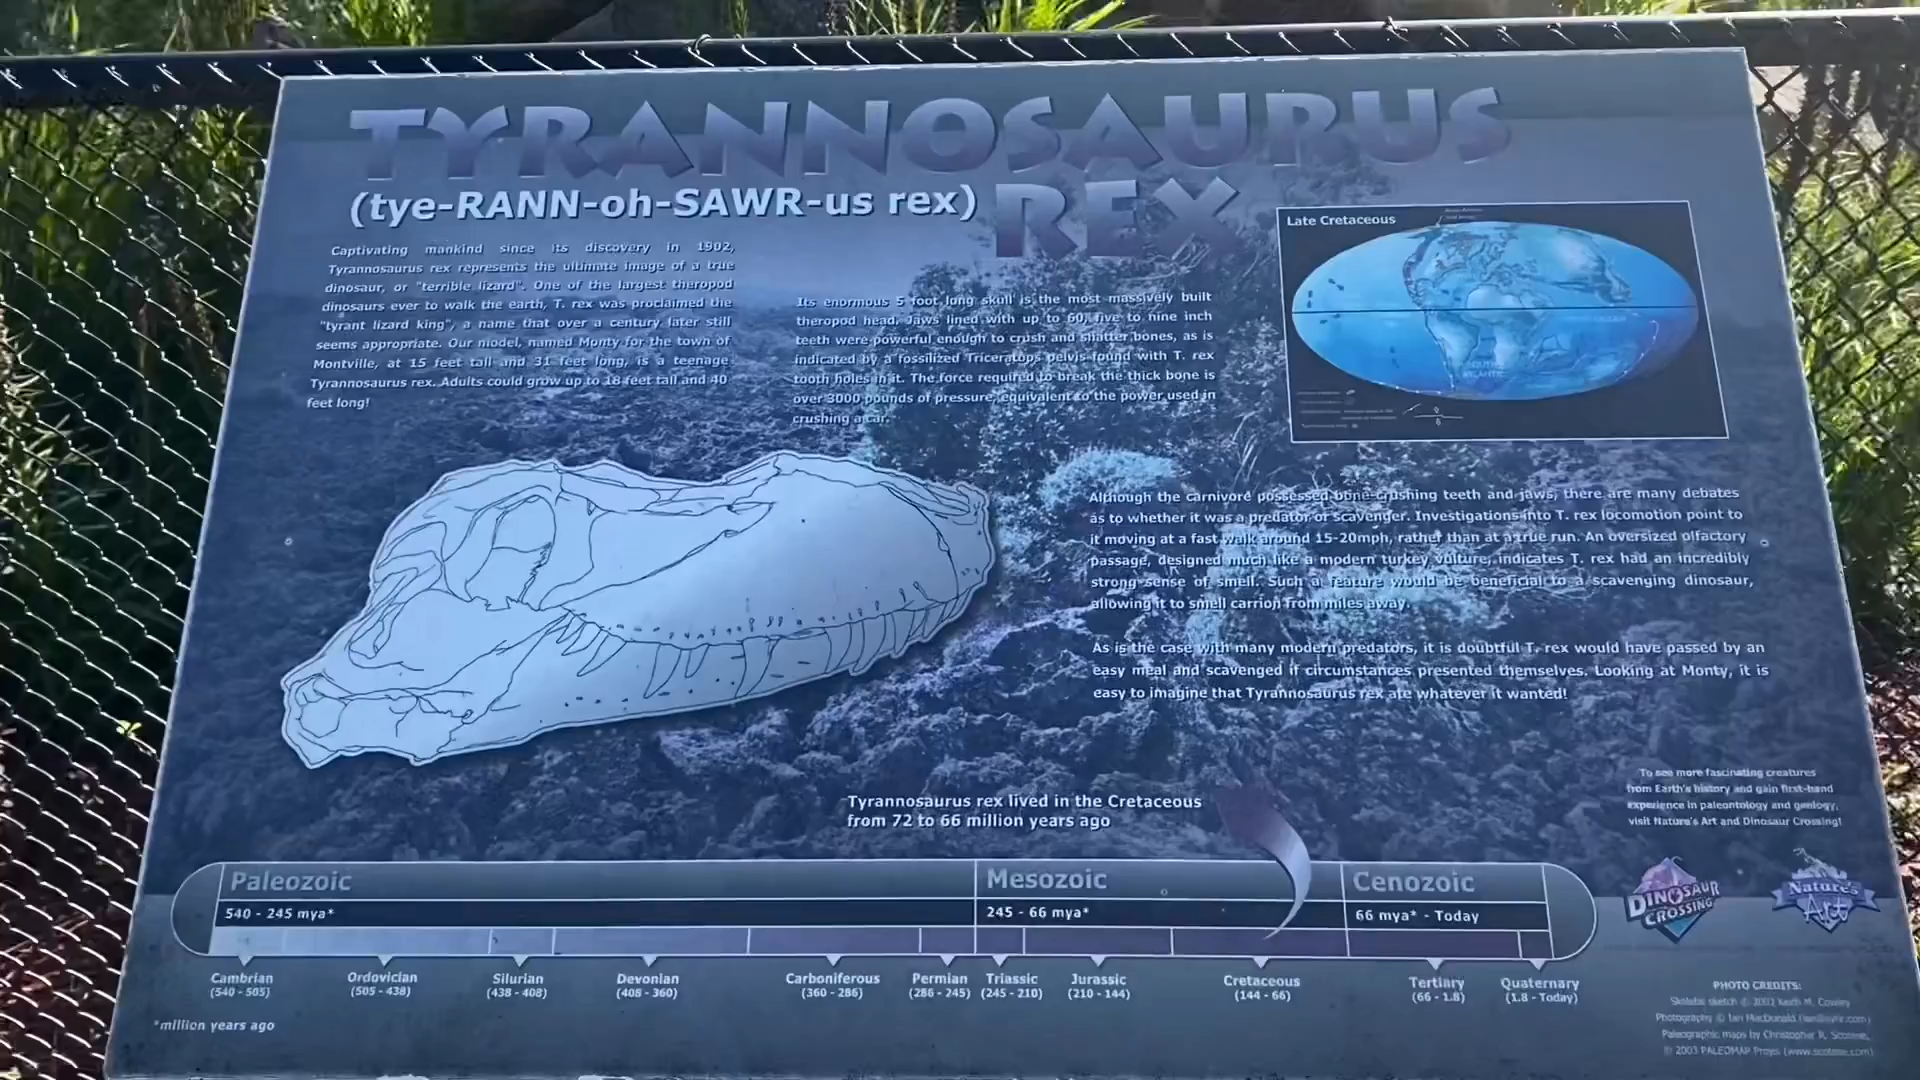 TYRANNOSAURUS
REX
(tye-RANN-oh-SAWR-us rex)
Captivating mankind since its discovery in 1902,
Tyrannosaurus rex represents the ultimate image of a true
dinosaur, or "terrible lizard". One of the largest theropod
dinosaurs ever to walk the earth, T. rex was proclaimed the
"tyrant lizard king", a name that over a century later still
seems appropriate. Our model, named Monty for the town of
Montville, at 15 feet tall and 31 feet long, is a teenage
Tyrannosaurus rex. Adults could grow up to 18 feet tall and 40
feet long!
Its enormous 5 foot long skull is the most massively built
theropod head. Jaws lined with up to 60, five to nine inch
teeth were powerful enough to crush and shatter bones, as is
indicated by a fossilized Triceratops pelvis found with T. rex
tooth holes in it. The force required to break the thick bone is
over 3000 pounds of pressure, equivalent to the power used in
crushing a car.
Late Cretaceous
Although the carnivore possessed bone-crushing teeth and jaws, there are many debates
as to whether it was a predator or scavenger. Investigations into T. rex locomotion point to
it moving at a fast walk around 15-20mph, rather than at a true run. An oversized olfactory
passage, designed much like a modern turkey vulture, indicates T. rex had an incredibly
strong sense of smell. Such a feature would be beneficial to a scavenging dinosaur,
allowing it to smell carrion from miles away.
As is the case with many modern predators, it is doubtful T. rex would have passed by an
easy meal and scavenged if circumstances presented themselves. Looking at Monty, it is
easy to imagine that Tyrannosaurus rex ate whatever it wanted!
To see more fascinating creatures
from Earth's history and gain first-hand
experience in paleontology and geology,
visit Nature's Art and Dinosaur Crossing!
Tyrannosaurus rex lived in the Cretaceous
from 72 to 66 million years ago
Paleozoic Mesozoic Cenozoic
540 - 245 mya* 245 - 66 mya* 66 mya* - Today
DINOSAUR
CROSSING
Nature's
Art
Cambrian Ordovician Silurian Devonian Carboniferous Permian Triassic Jurassic Cretaceous Tertiary Quaternary
(540 - 505) (505 - 438) (438 - 408) (408 - 360) (360 - 286) (286 - 245) (245 - 210) (210 - 144) (144 - 66) (66 - 1.8) (1.8 - Today)
*million years ago
PHOTO CREDITS:
Skeletal sketch © 2003 M. Cowley
Photography © Ian MacDonald
Paleographic maps by Christopher R. Scotese,
© 2003 PALEOMAP (www.scotese.com)